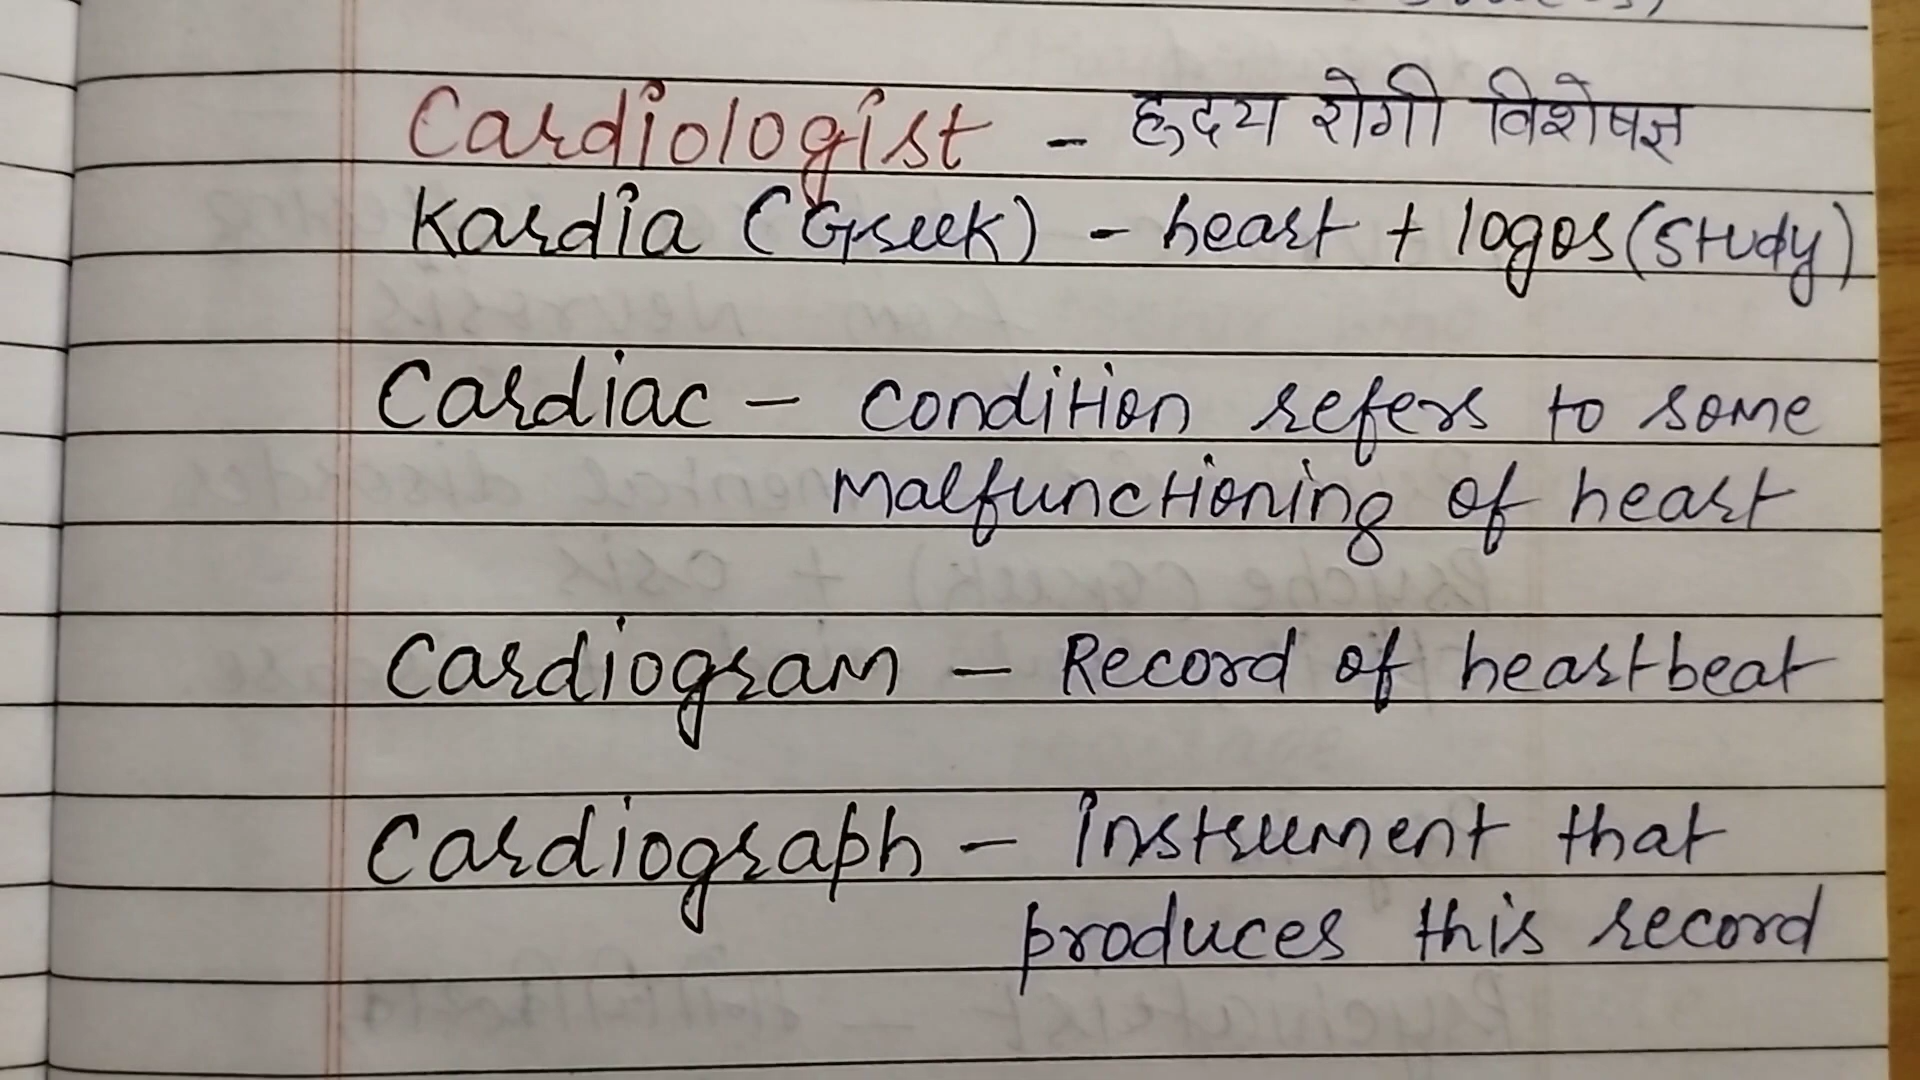 Cardiologist - हृदय रोगी विशेषज्ञ
Kardia (Greek) - heart + logos (study)
Cardiac - condition refers to some
malfunctioning of heart
Cardiogram - Record of heartbeat
Cardiograph - instrument that
produces this record